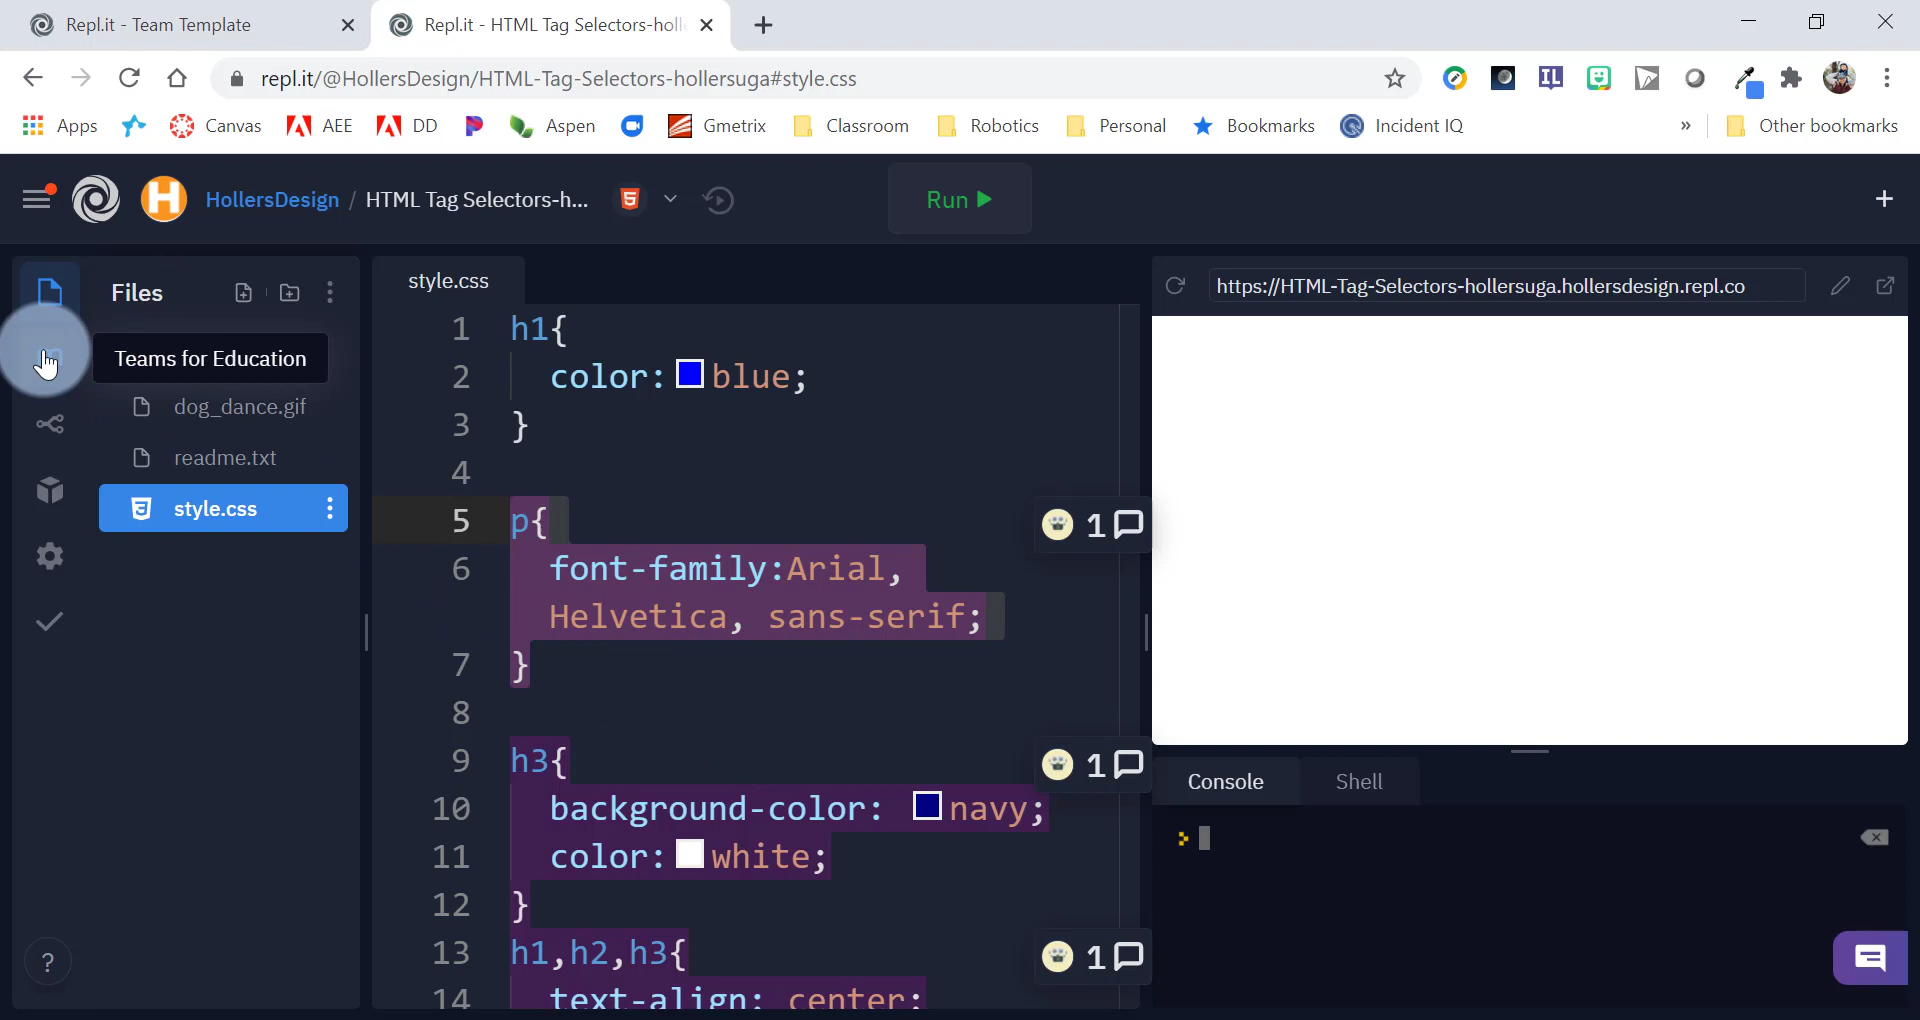 Repl.it - Team Template
Repl.it - HTML Tag Selectors-holl
repl.it/@HollersDesign/HTML-Tag-Selectors-hollersuga#style.css
IL
Apps Canvas AEE DD Aspen Gmetrix Classroom Robotics Personal Bookmarks Incident IQ » Other bookmarks
H HollersDesign / HTML Tag Selectors-h... 5 Run
Files
style.css
https://HTML-Tag-Selectors-hollersuga.hollersdesign.repl.co
Teams for Education
dog_dance.gif
readme.txt
style.css
1 h1{
2 color: blue;
3 }
4
5 p{ 1
6 font-family:Arial,
Helvetica, sans-serif;
7 }
8
9 h3{ 1
10 background-color: navy;
11 color: white;
12 }
13 h1,h2,h3{ 1
14 text-align: center;
Console Shell
?